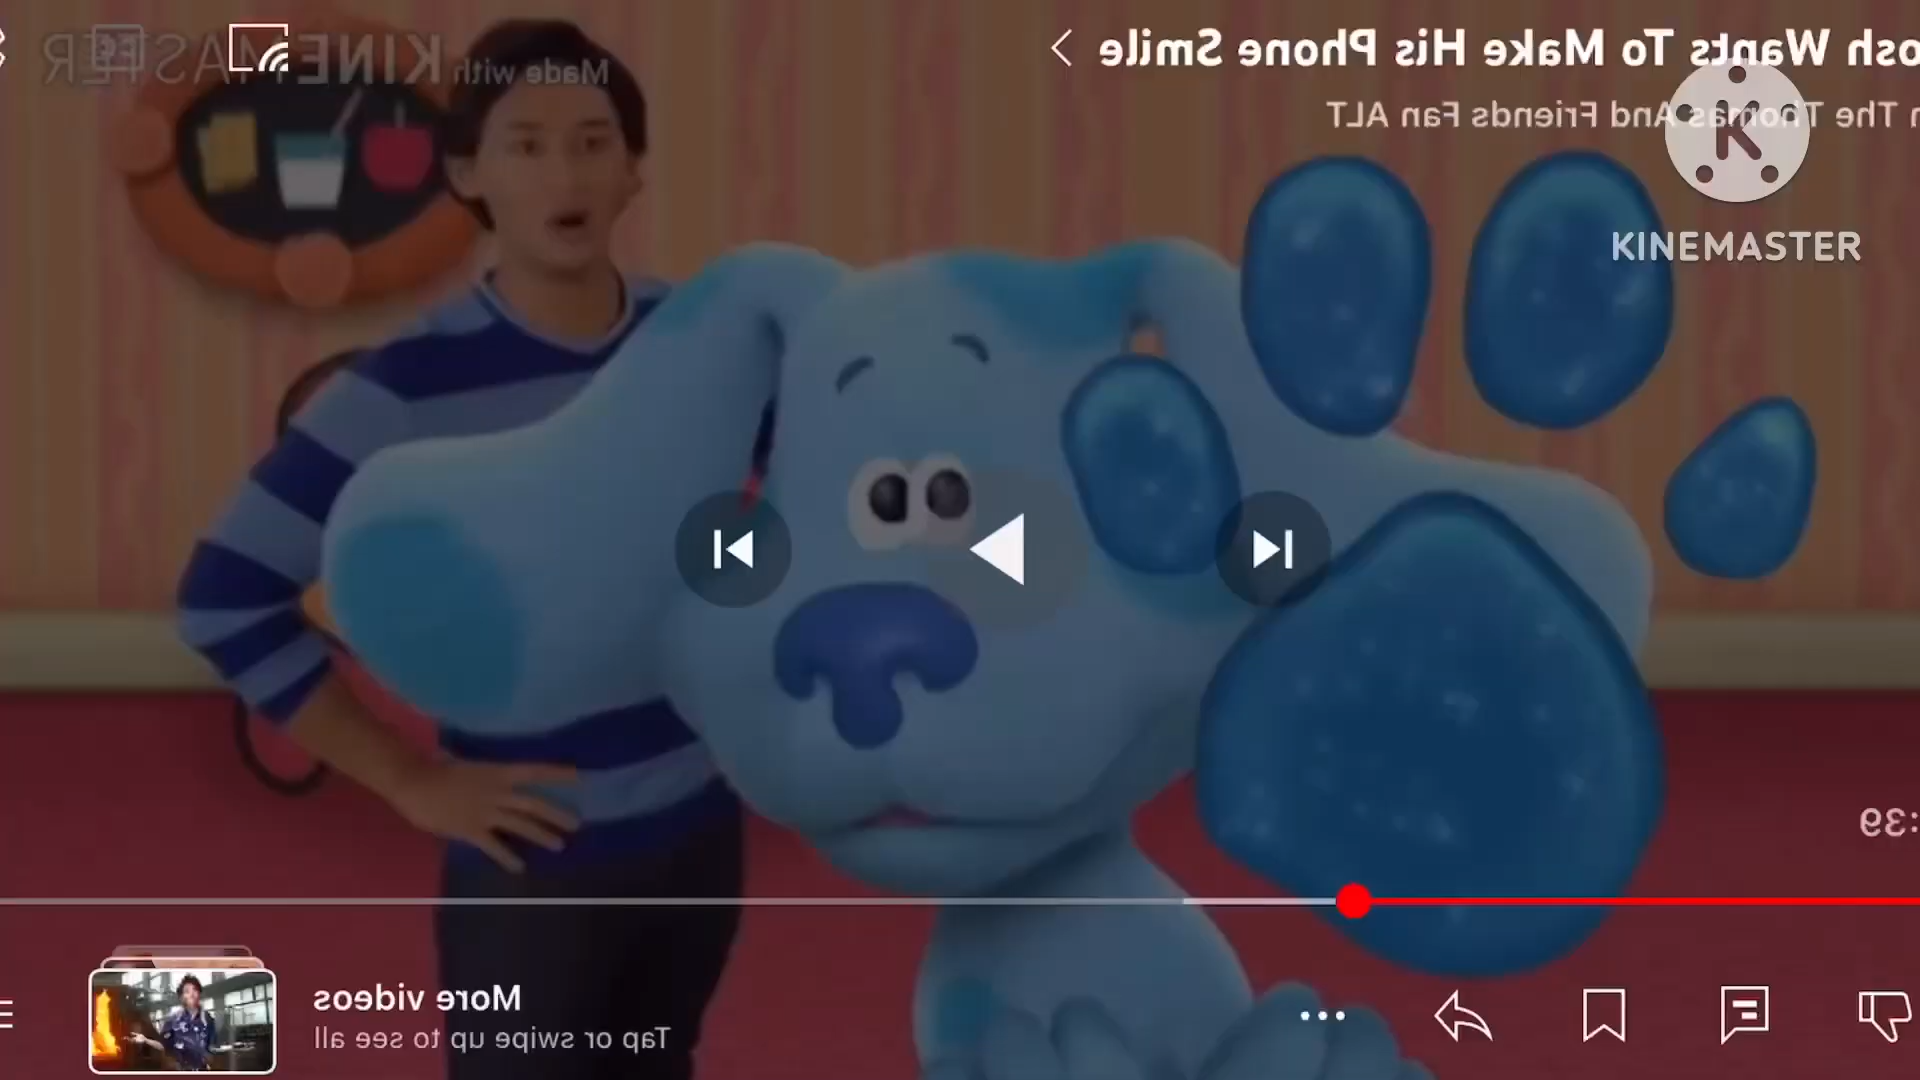 osh Wants To Make His Phone Smile
n The Thomas And Friends Fan ALT
Made with KINEMASTER
K
KINEMASTER
:39
More videos
Tap or swipe up to see all